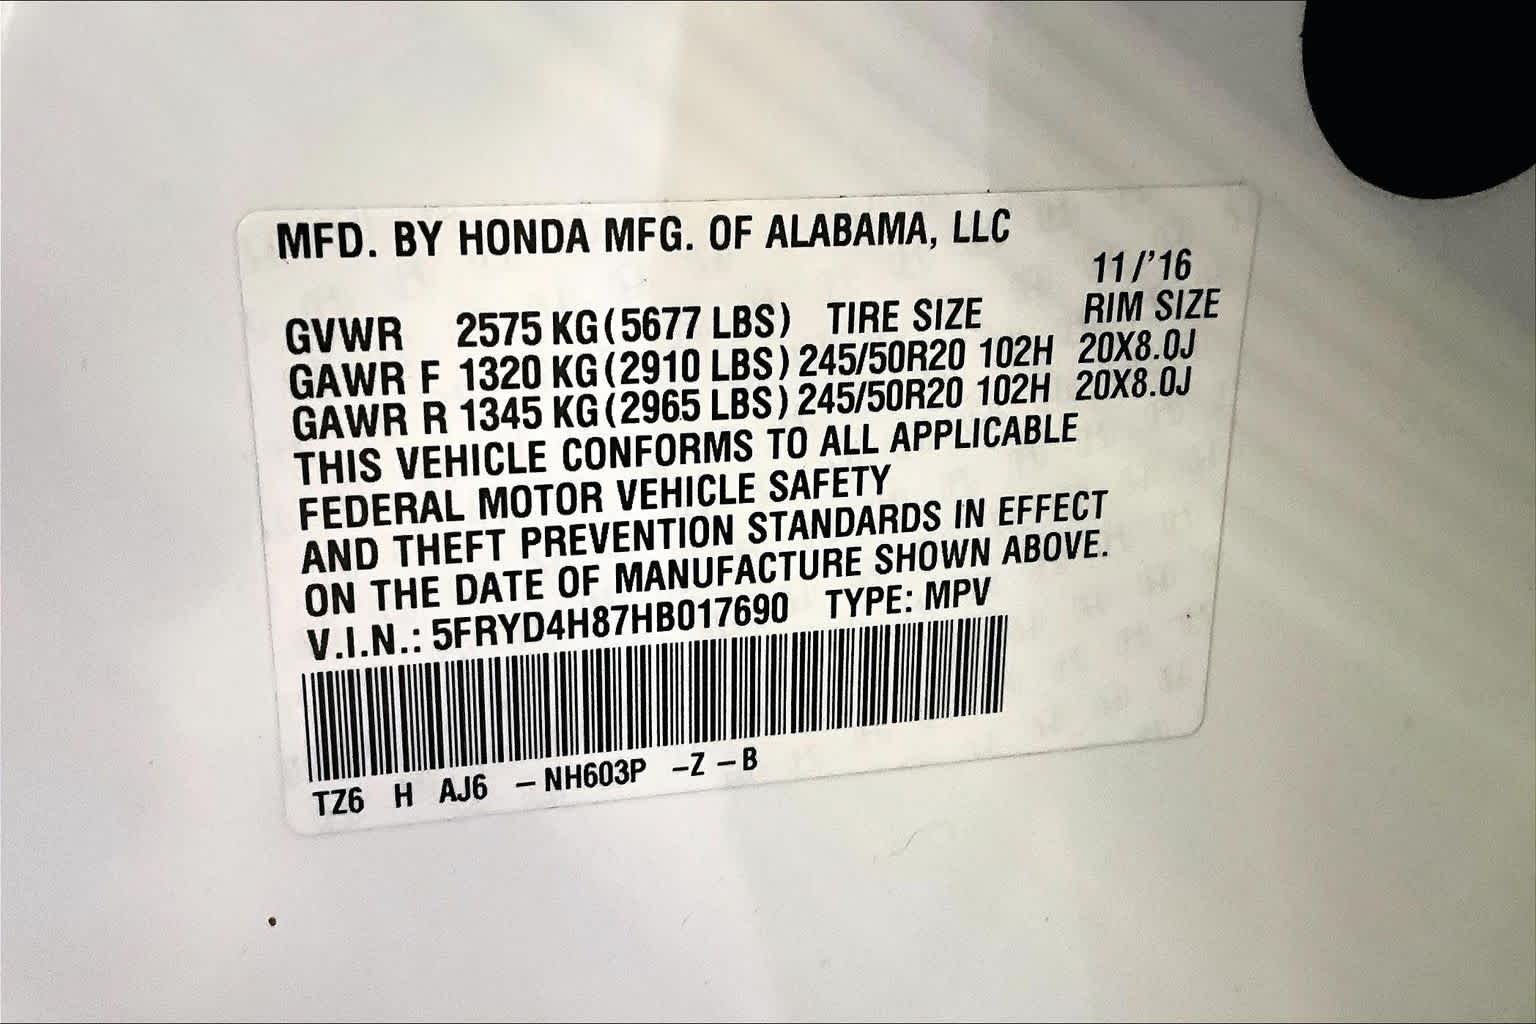 MFD. BY HONDA MFG. OF ALABAMA, LLC
11/'16
GVWR 2575 KG(5677 LBS) TIRE SIZE RIM SIZE
GAWR F 1320 KG(2910 LBS) 245/50R20 102H 20X8.0J
GAWR R 1345 KG(2965 LBS) 245/50R20 102H 20X8.0J
THIS VEHICLE CONFORMS TO ALL APPLICABLE
FEDERAL MOTOR VEHICLE SAFETY
AND THEFT PREVENTION STANDARDS IN EFFECT
ON THE DATE OF MANUFACTURE SHOWN ABOVE.
V.I.N.: 5FRYD4H87HB017690 TYPE: MPV
TZ6 H AJ6 –NH603P –Z –B